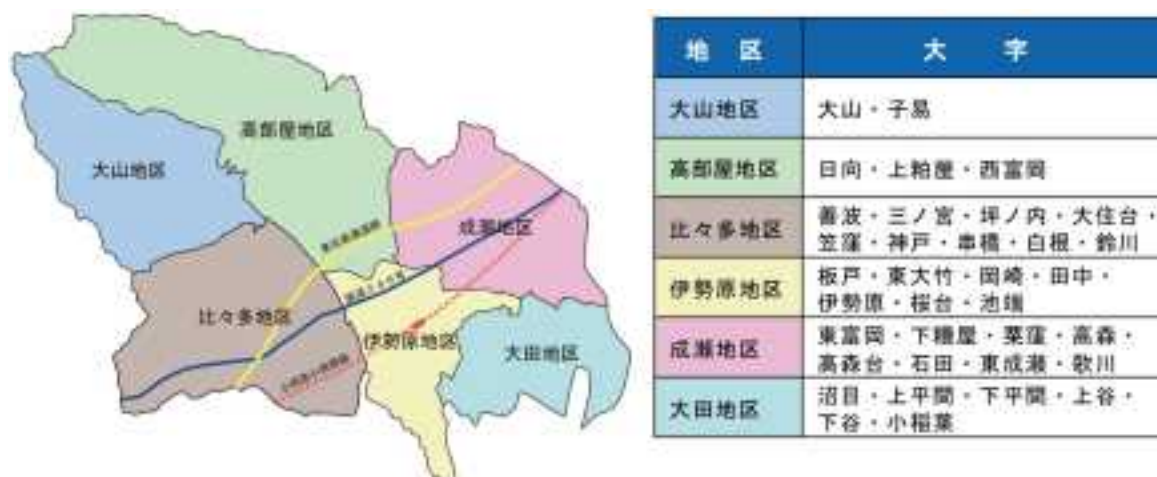 高部屋地区
大山地区
成瀬地区
比々多地区
伊勢原地区
大田地区
地 区
大 字
大山地区
大山・子易
高部屋地区
日向・上粕屋・西富岡
比々多地区
善波・三ノ宮・坪ノ内・大住台・
笠窪・神戸・串橋・白根・鈴川
伊勢原地区
板戸・東大竹・岡崎・田中・
伊勢原・桜台・池端
成瀬地区
東富岡・下糟屋・粟窪・高森・
高森台・石田・東成瀬・歌川
大田地区
沼目・上平間・下平間・上谷・
下谷・小稲葉